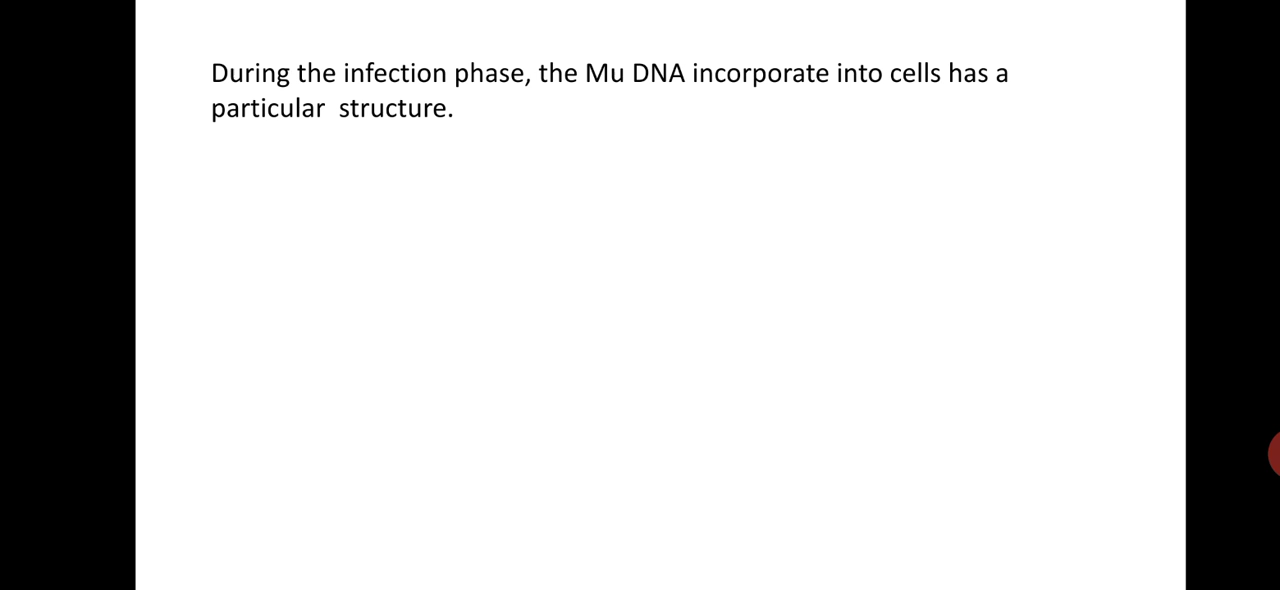 During the infection phase, the Mu DNA incorporate into cells has a
particular  structure.